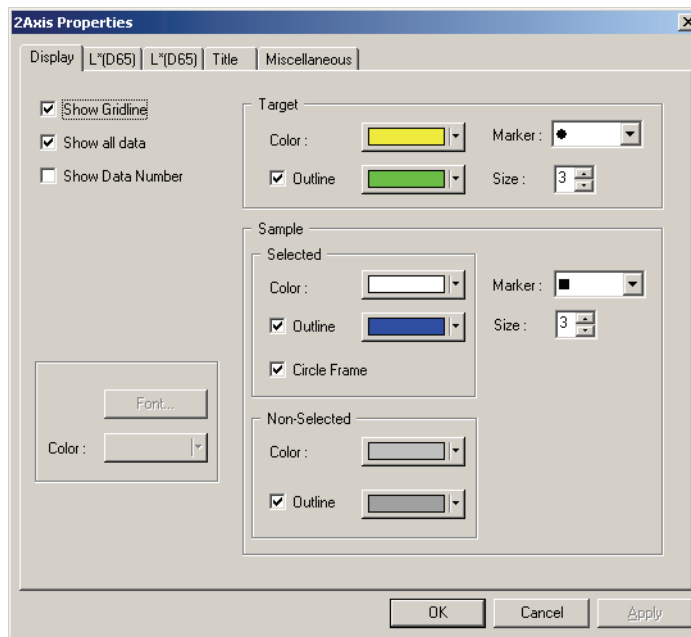 2Axis Properties
Display L*(D65) L*(D65) Title Miscellaneous
Show Gridline
Show all data
Show Data Number
Target
Color : Marker :
Outline Size : 3
Sample
Selected
Color : Marker :
Outline Size : 3
Circle Frame
Font...
Color :
Non-Selected
Color :
Outline
OK Cancel Apply